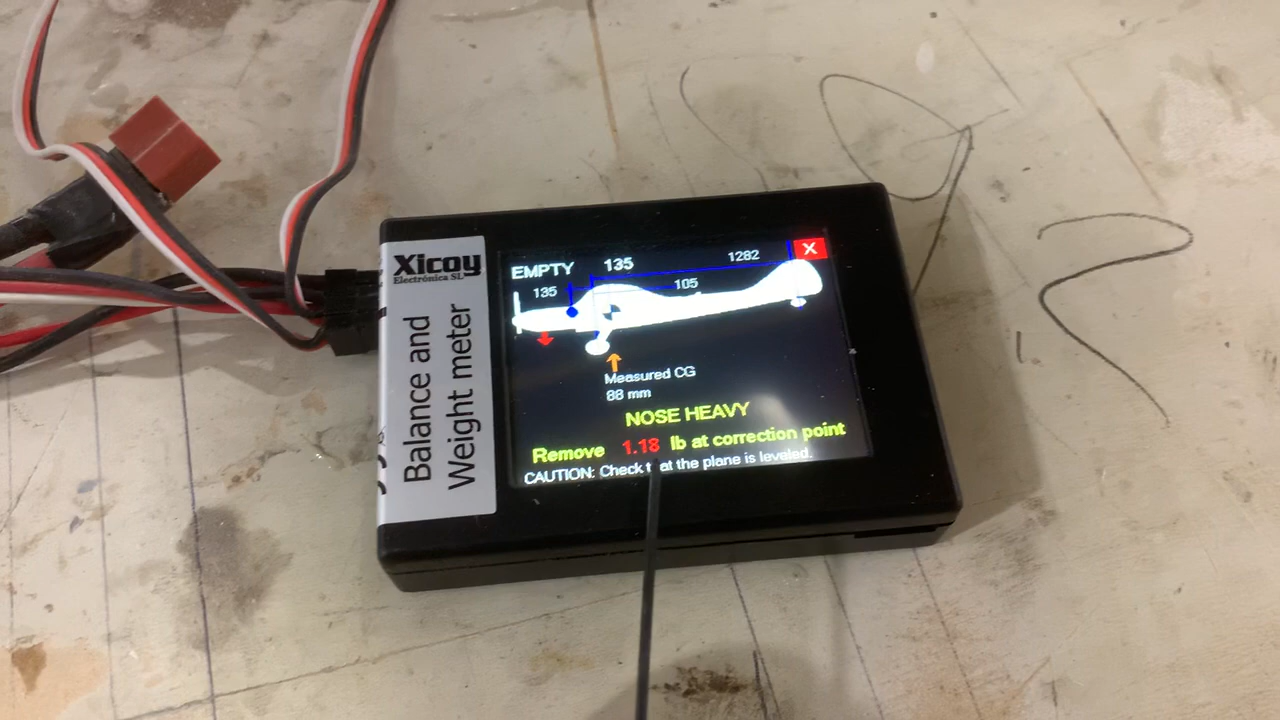 Xicoy
Electrónica SL
Balance and
Weight meter
EMPTY 135 1282
135 105
Measured CG
88 mm
NOSE HEAVY
Remove 1.18 lb at correction point
CAUTION: Check that the plane is leveled.
X